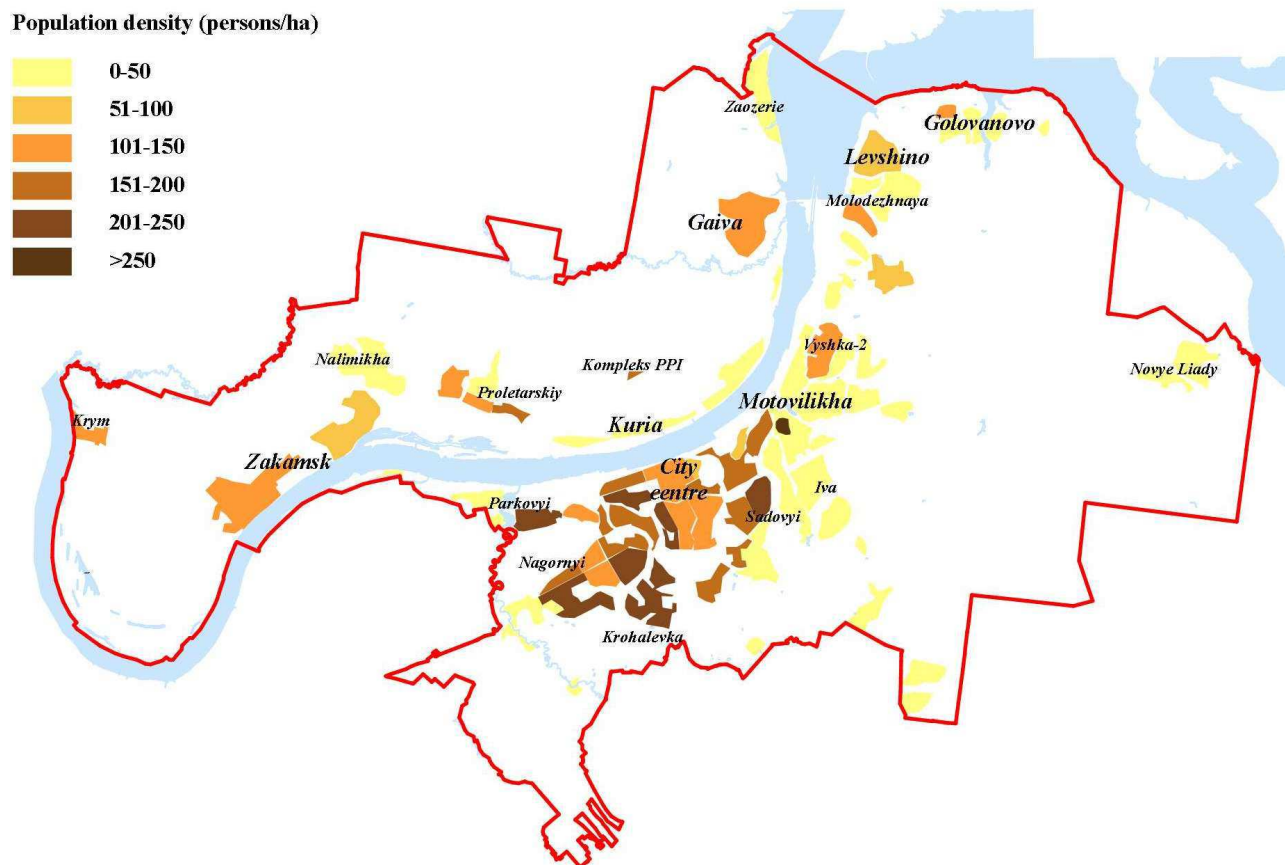 Population density (persons/ha)
0-50
51-100
101-150
151-200
201-250
>250
Zaozerie
Golovanovo
Levshino
Molodezhnaya
Gaiva
Vyshka-2
Nalimikha
Kompleks PPI
Novye Liady
Proletarskiy
Motovilikha
Krym
Kuria
Zakamsk
City
centre
Iva
Parkovyi
Sadovyi
Nagornyi
Krohalevka